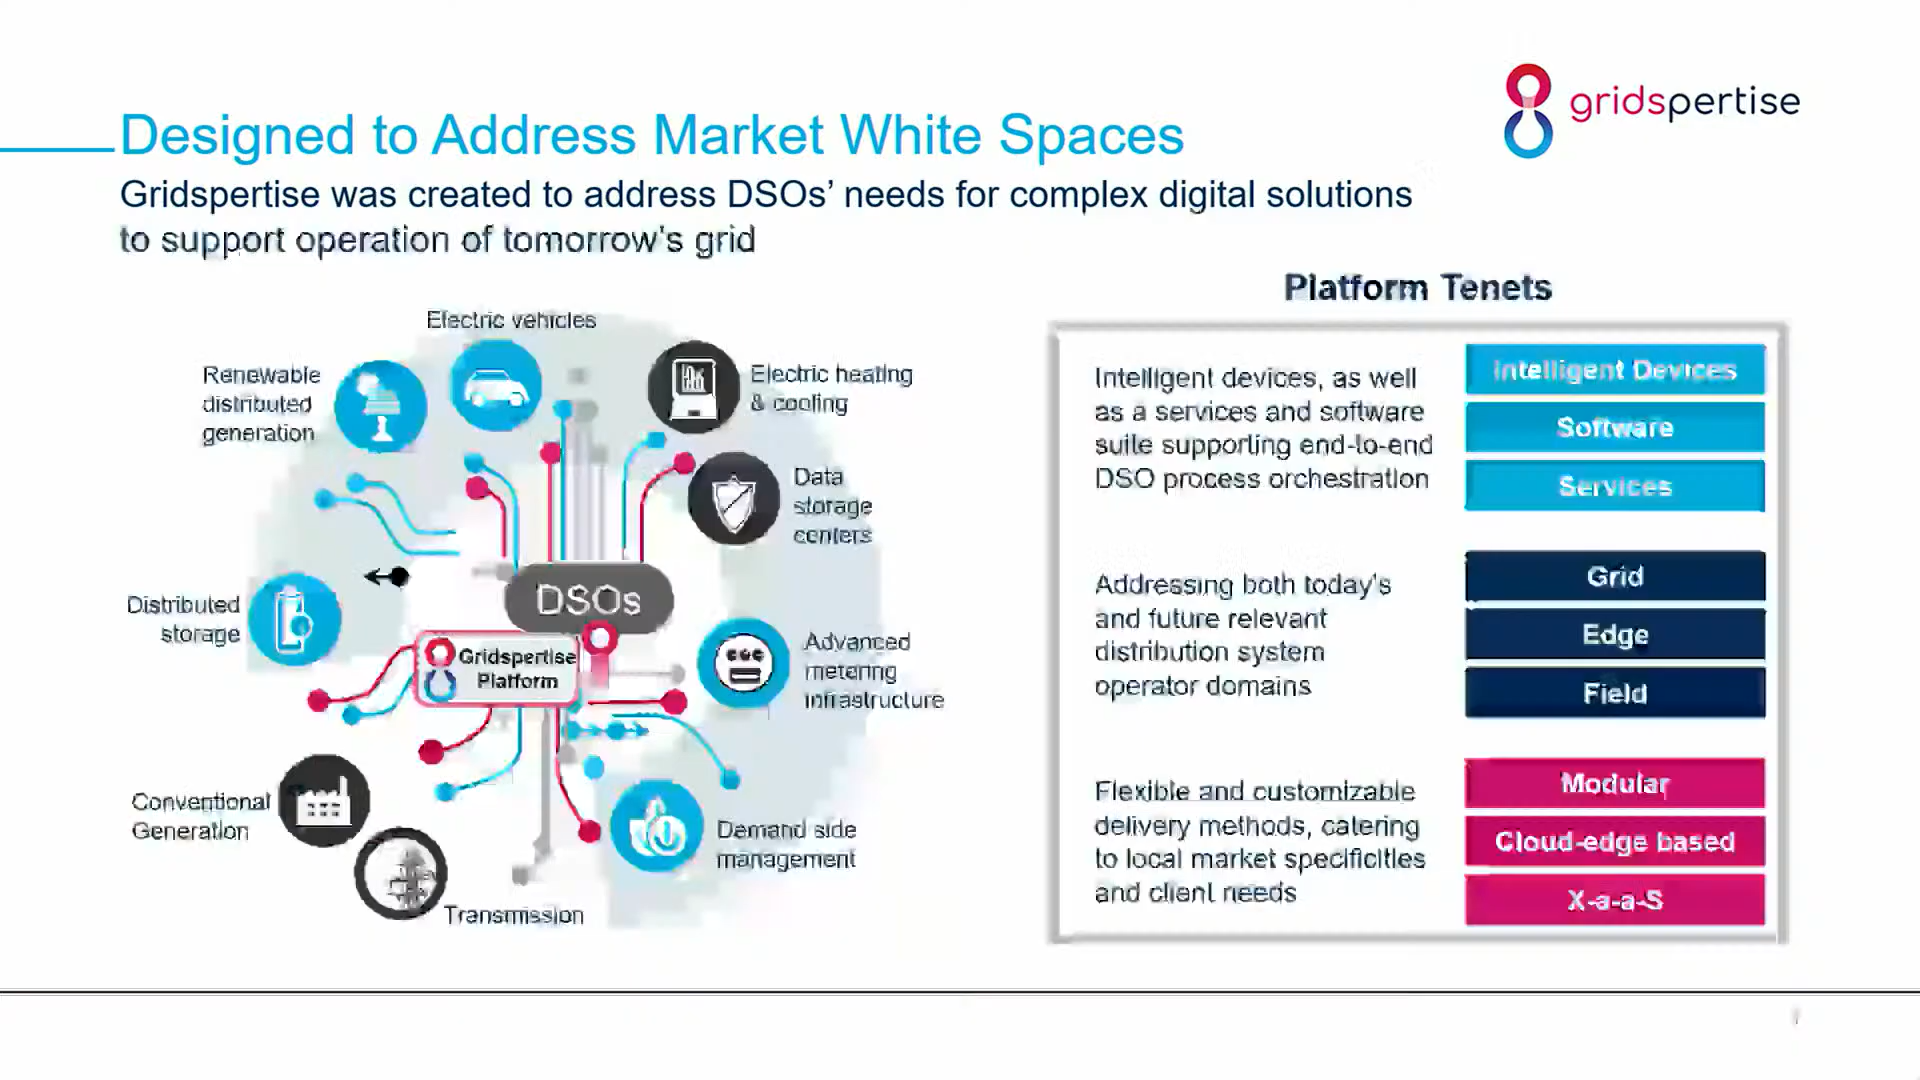 gridspertise
Designed to Address Market White Spaces
Gridspertise was created to address DSOs’ needs for complex digital solutions
to support operation of tomorrow’s grid
Electric vehicles
Renewable
distributed
generation
Electric heating
& cooling
Data
storage
centers
DSOs
Distributed
storage
Gridspertise
Platform
Advanced
metering
infrastructure
Conventional
Generation
Demand side
management
Transmission
Platform Tenets
Intelligent devices, as well
as a services and software
suite supporting end-to-end
DSO process orchestration
Intelligent Devices
Software
Services
Addressing both today’s
and future relevant
distribution system
operator domains
Grid
Edge
Field
Flexible and customizable
delivery methods, catering
to local market specificities
and client needs
Modular
Cloud-edge based
X-a-a-S